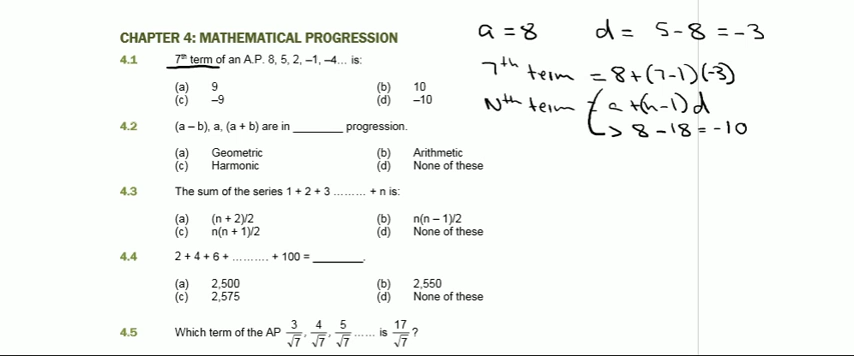 CHAPTER 4: MATHEMATICAL PROGRESSION
4.1 7th term of an A.P. 8, 5, 2, –1, –4... is:
(a) 9 (b) 10
(c) –9 (d) –10
4.2 (a – b), a, (a + b) are in ________ progression.
(a) Geometric (b) Arithmetic
(c) Harmonic (d) None of these
4.3 The sum of the series 1 + 2 + 3 ......... + n is:
(a) (n + 2)/2 (b) n(n – 1)/2
(c) n(n + 1)/2 (d) None of these
4.4 2 + 4 + 6 + .......... + 100 = ________.
(a) 2,500 (b) 2,550
(c) 2,575 (d) None of these
4.5 Which term of the AP 3/√7, 4/√7, 5/√7 ...... is 17/√7 ?
a = 8 d = 5 - 8 = -3
7th term = 8+(7-1)(-3)
Nth term = a +(n-1)d
→ 8 - 18 = -10